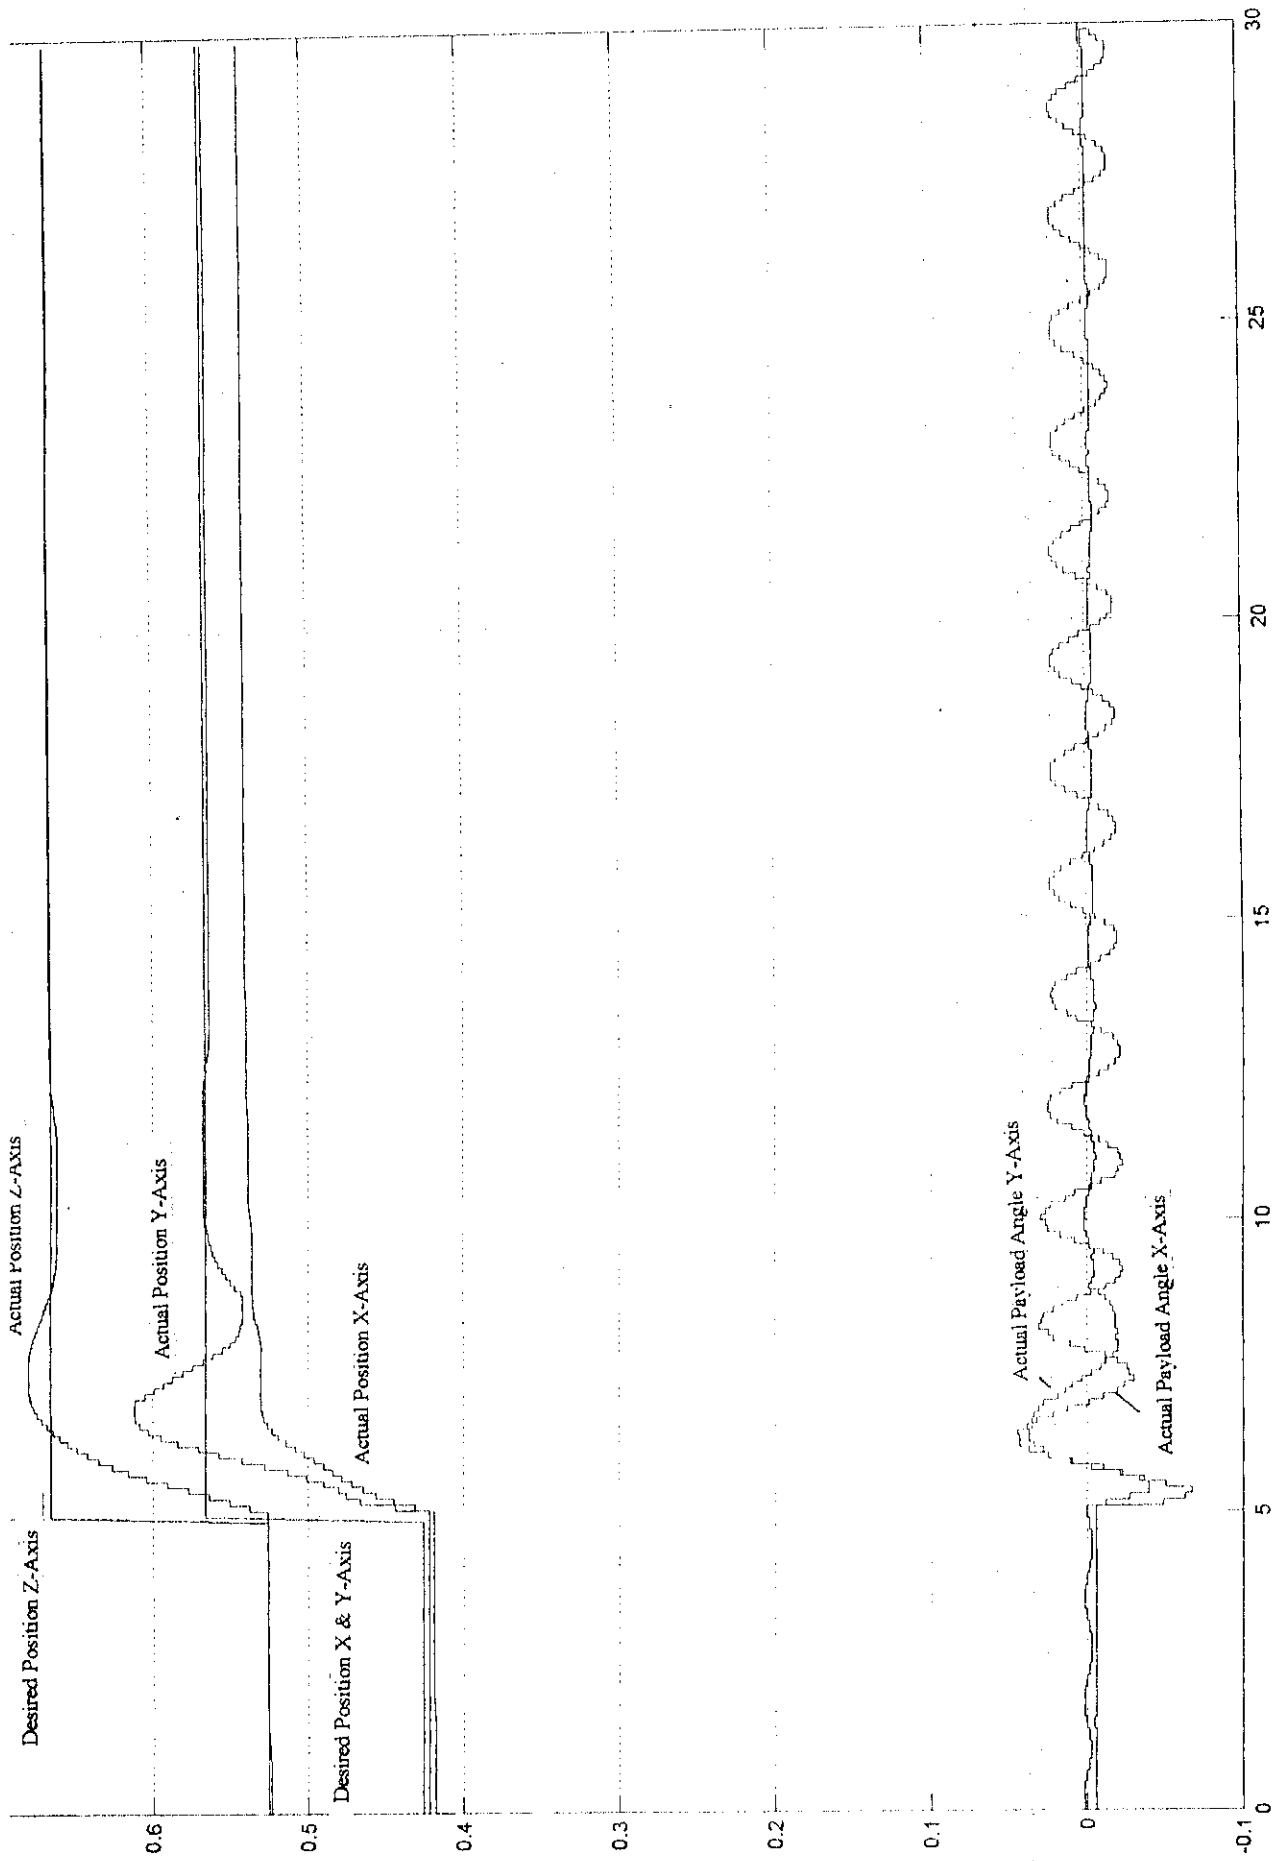 Desired Position Z-Axis
Actual Position Z-Axis
Actual Position Y-Axis
Desired Position X & Y-Axis
Actual Position X-Axis
Actual Payload Angle Y-Axis
Actual Payload Angle X-Axis
0.6
0.5
0.4
0.3
0.2
0.1
0
-0.1
0
5
10
15
20
25
30